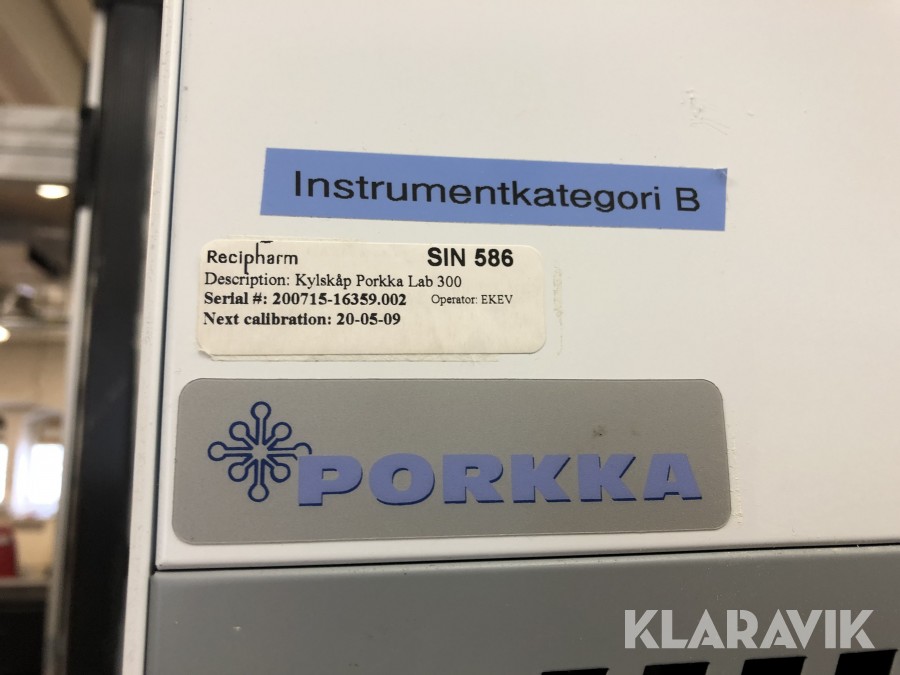 Instrumentkategori B
Recipharm SIN 586
Description: Kylskåp Porkka Lab 300
Serial #: 200715-16359.002 Operator: EKEV
Next calibration: 20-05-09
PORKKA
KLARAVIK